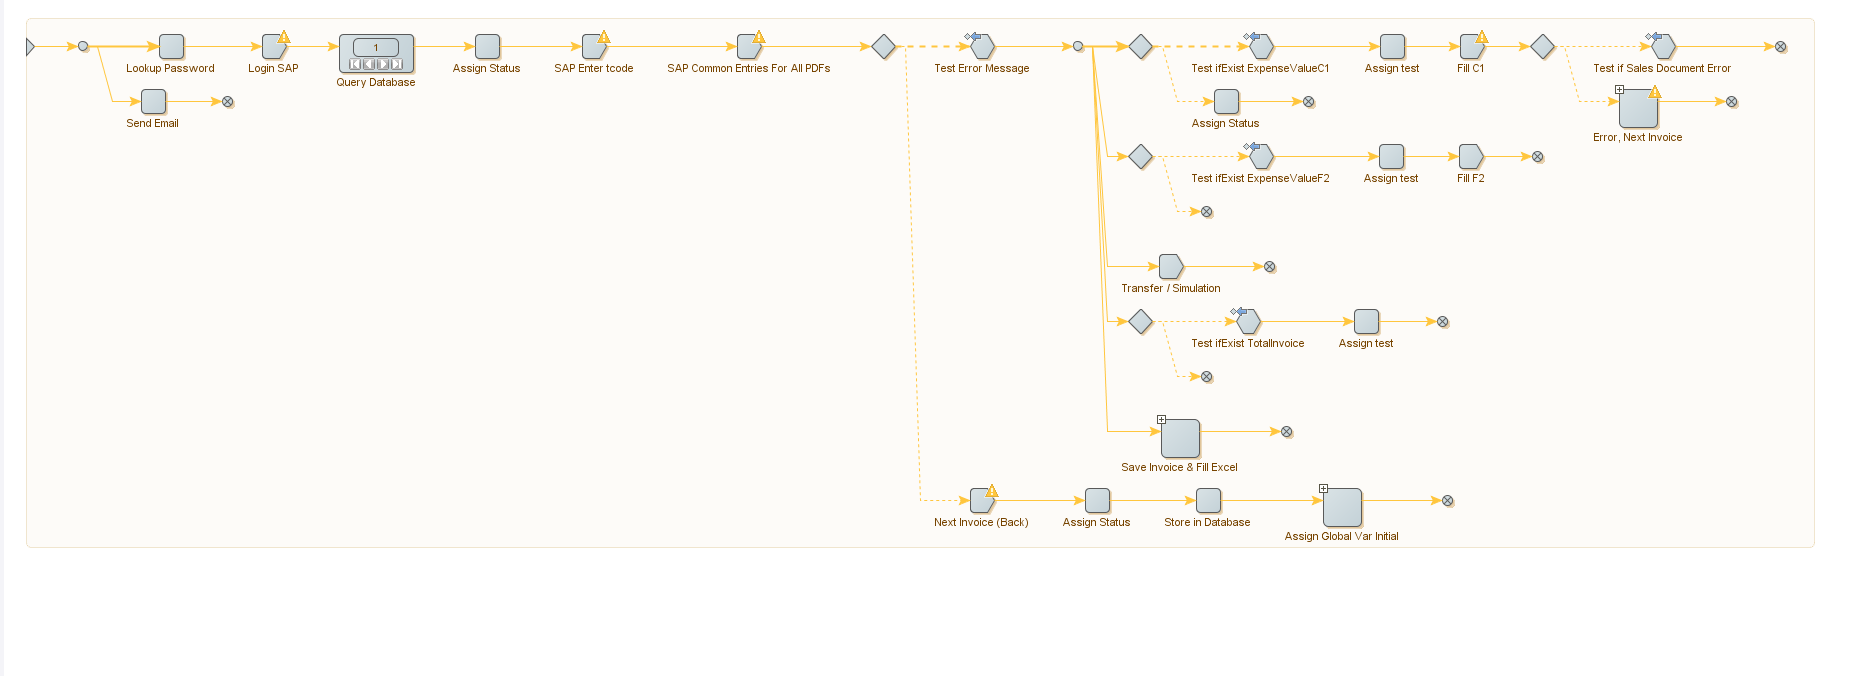 Lookup Password
Login SAP
1
Query Database
Assign Status
SAP Enter tcode
SAP Common Entries For All PDFs
Test Error Message
Test ifExist ExpenseValueC1
Assign test
Fill C1
Test if Sales Document Error
Send Email
Assign Status
Error, Next Invoice
Test ifExist ExpenseValueF2
Assign test
Fill F2
Transfer / Simulation
Test ifExist TotalInvoice
Assign test
Save Invoice & Fill Excel
Next Invoice (Back)
Assign Status
Store in Database
Assign Global Var Initial